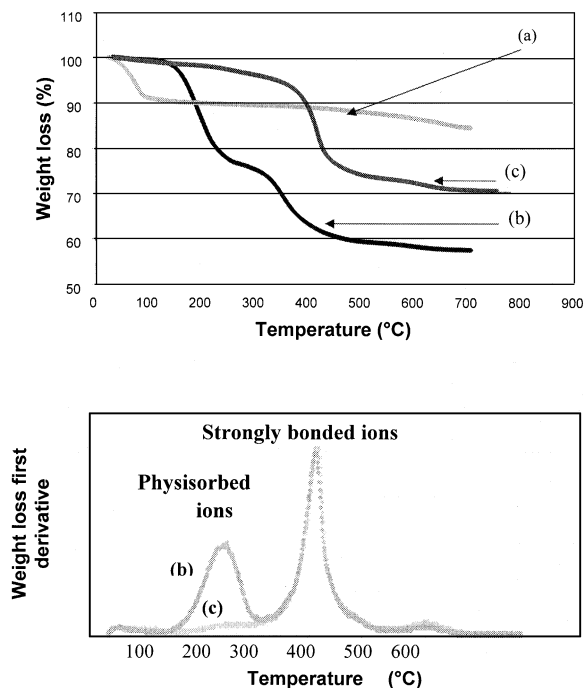 110
100
90
80
70
60
50
Weight loss (%)
(a)
(c)
(b)
0 100 200 300 400 500 600 700 800 900
Temperature (°C)
Weight loss first
derivative
Strongly bonded ions
Physisorbed
ions
(b)
(c)
100 200 300 400 500 600
Temperature (°C)